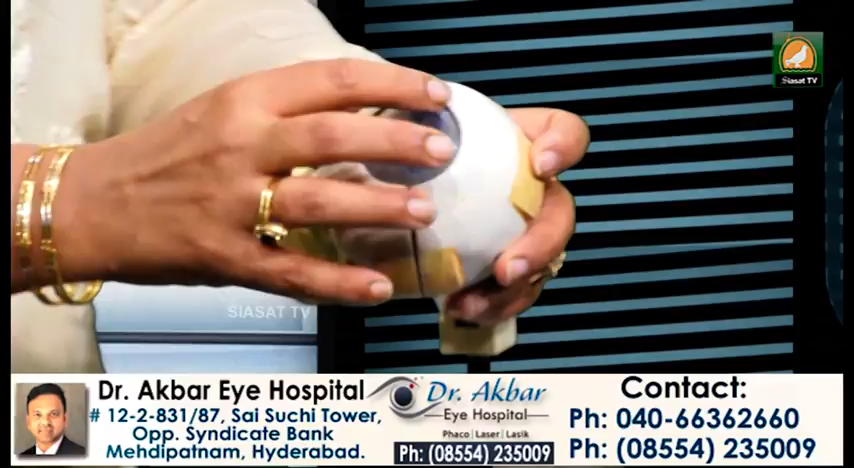 SIASAT TV
SIASAT TV
Dr. Akbar Eye Hospital
# 12-2-831/87, Sai Suchi Tower,
Opp. Syndicate Bank
Mehdipatnam, Hyderabad.
Dr. Akbar
Eye Hospital
Phaco | Laser | Lasik
Ph: (08554) 235009
Contact:
Ph: 040-66362660
Ph: (08554) 235009